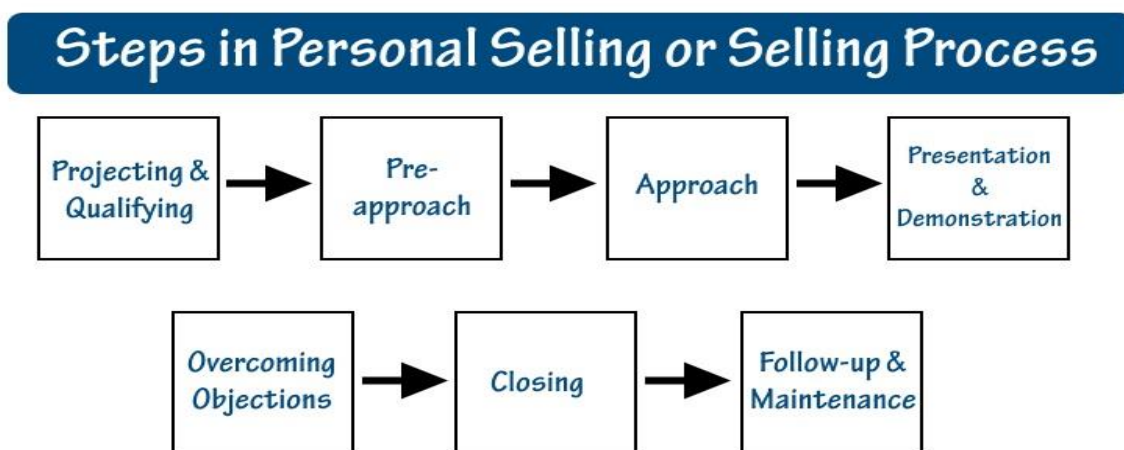 Steps in Personal Selling or Selling Process
Projecting &
Qualifying
Pre-
approach
Approach
Presentation
&
Demonstration
Overcoming
Objections
Closing
Follow-up &
Maintenance